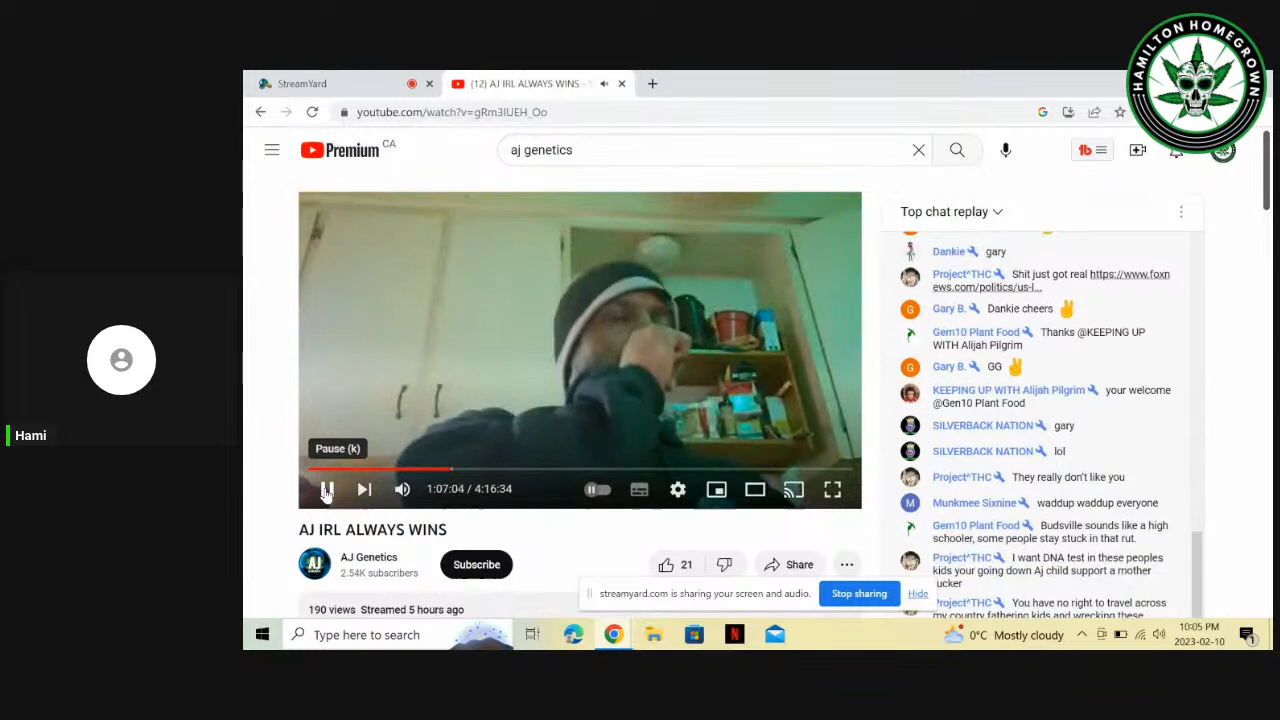 HAMILTON HOMEGROWN
StreamYard
(12) AJ IRL ALWAYS WINS -
youtube.com/watch?v=gRm3lUEH_Oo
Premium CA
aj genetics
Top chat replay
Dankie gary
Project^THC Shit just got real https://www.foxn
ews.com/politics/us-l...
Gary B. Dankie cheers
Gem10 Plant Food Thanks @KEEPING UP
WITH Alijah Pilgrim
Gary B. GG
KEEPING UP WITH Alijah Pilgrim your welcome
@Gen10 Plant Food
SILVERBACK NATION gary
SILVERBACK NATION lol
Project^THC They really don't like you
Munkmee Sixnine waddup waddup everyone
Gem10 Plant Food Budsville sounds like a high
schooler, some people stay stuck in that rut.
Project^THC I want DNA test in these peoples
kids your going down Aj child support a mother
Project^THC You have no right to travel across
my country fathering kids and wrecking these
Hami
Pause (k)
1:07:04 / 4:16:34
AJ IRL ALWAYS WINS
AJ Genetics
2.54K subscribers
Subscribe
21
Share
190 views Streamed 5 hours ago
streamyard.com is sharing your screen and audio.
Stop sharing
Hide
Type here to search
0°C Mostly cloudy
10:05 PM
2023-02-10